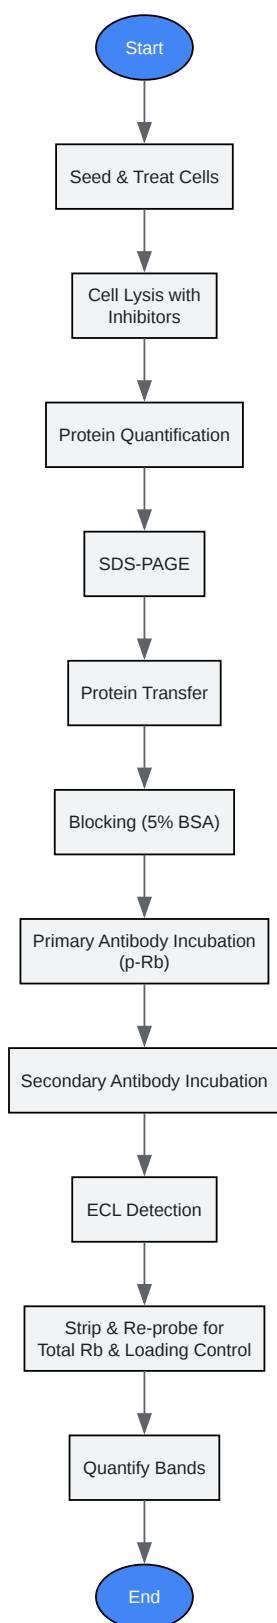 Start
Seed & Treat Cells
Cell Lysis with
Inhibitors
Protein Quantification
SDS-PAGE
Protein Transfer
Blocking (5% BSA)
Primary Antibody Incubation
(p-Rb)
Secondary Antibody Incubation
ECL Detection
Strip & Re-probe for
Total Rb & Loading Control
Quantify Bands
End